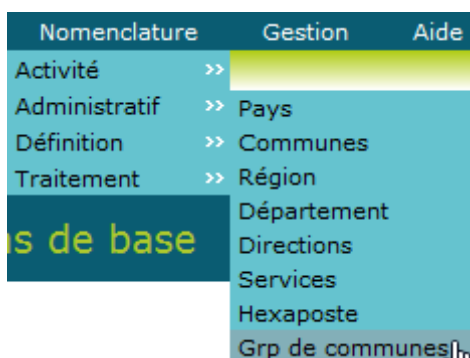 Nomenclature Gestion Aide
Activité »
Administratif » Pays
Définition » Communes
Traitement » Région
Département
s de base Directions
Services
Hexaposte
Grp de communes